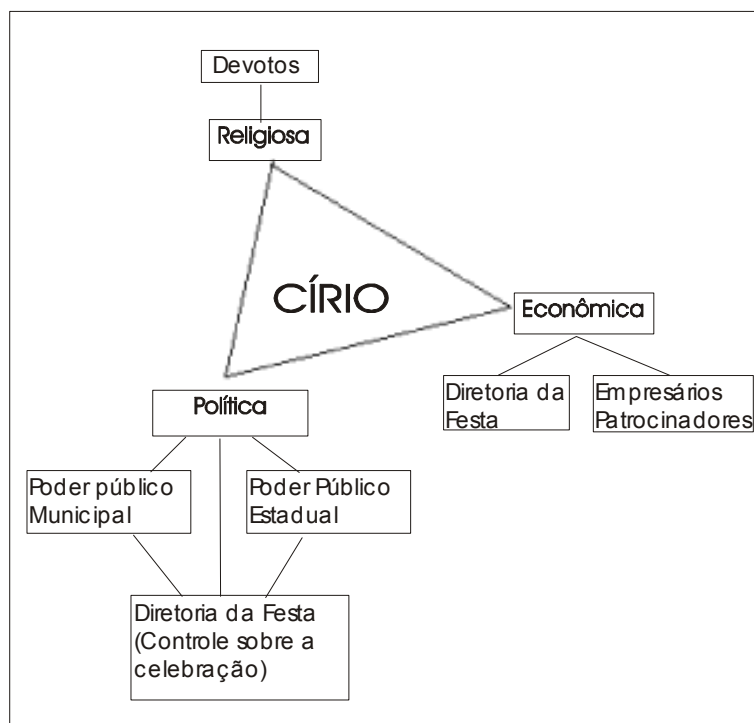 Devotos
Religiosa
CÍRIO
Econômica
Diretoria da
Festa
Empresários
Patrocinadores
Política
Poder público
Municipal
Poder Público
Estadual
Diretoria da Festa
(Controle sobre a
celebração)